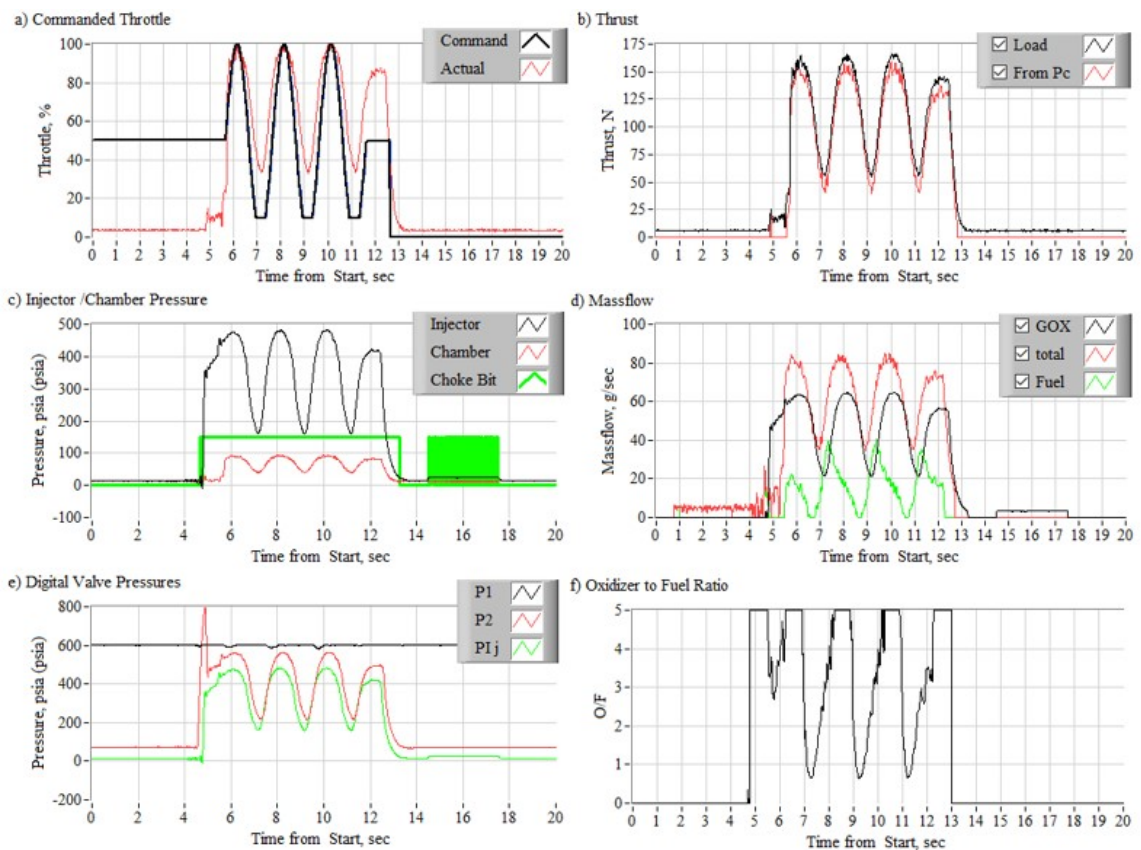 a) Commanded Throttle
Throttle, %
100
80
60
40
20
0
0 1 2 3 4 5 6 7 8 9 10 11 12 13 14 15 16 17 18 19 20
Time from Start, sec
Command
Actual
b) Thrust
Thrust, N
175
150
125
100
75
50
25
0
0 1 2 3 4 5 6 7 8 9 10 11 12 13 14 15 16 17 18 19 20
Time from Start, sec
Load
From Pc
c) Injector /Chamber Pressure
Pressure, psia (psia)
500
400
300
200
100
0
-100
0 2 4 6 8 10 12 14 16 18 20
Time from Start, sec
Injector
Chamber
Choke Bit
d) Massflow
Massflow, g/sec
100
80
60
40
20
0
0 1 2 3 4 5 6 7 8 9 10 11 12 13 14 15 16 17 18 19 20
Time from Start, sec
GOX
total
Fuel
e) Digital Valve Pressures
Pressure, psia (psia)
800
600
400
200
0
-200
0 2 4 6 8 10 12 14 16 18 20
Time from Start, sec
P1
P2
PI j
f) Oxidizer to Fuel Ratio
O/F
5
4
3
2
1
0
0 1 2 3 4 5 6 7 8 9 10 11 12 13 14 15 16 17 18 19 20
Time from Start, sec